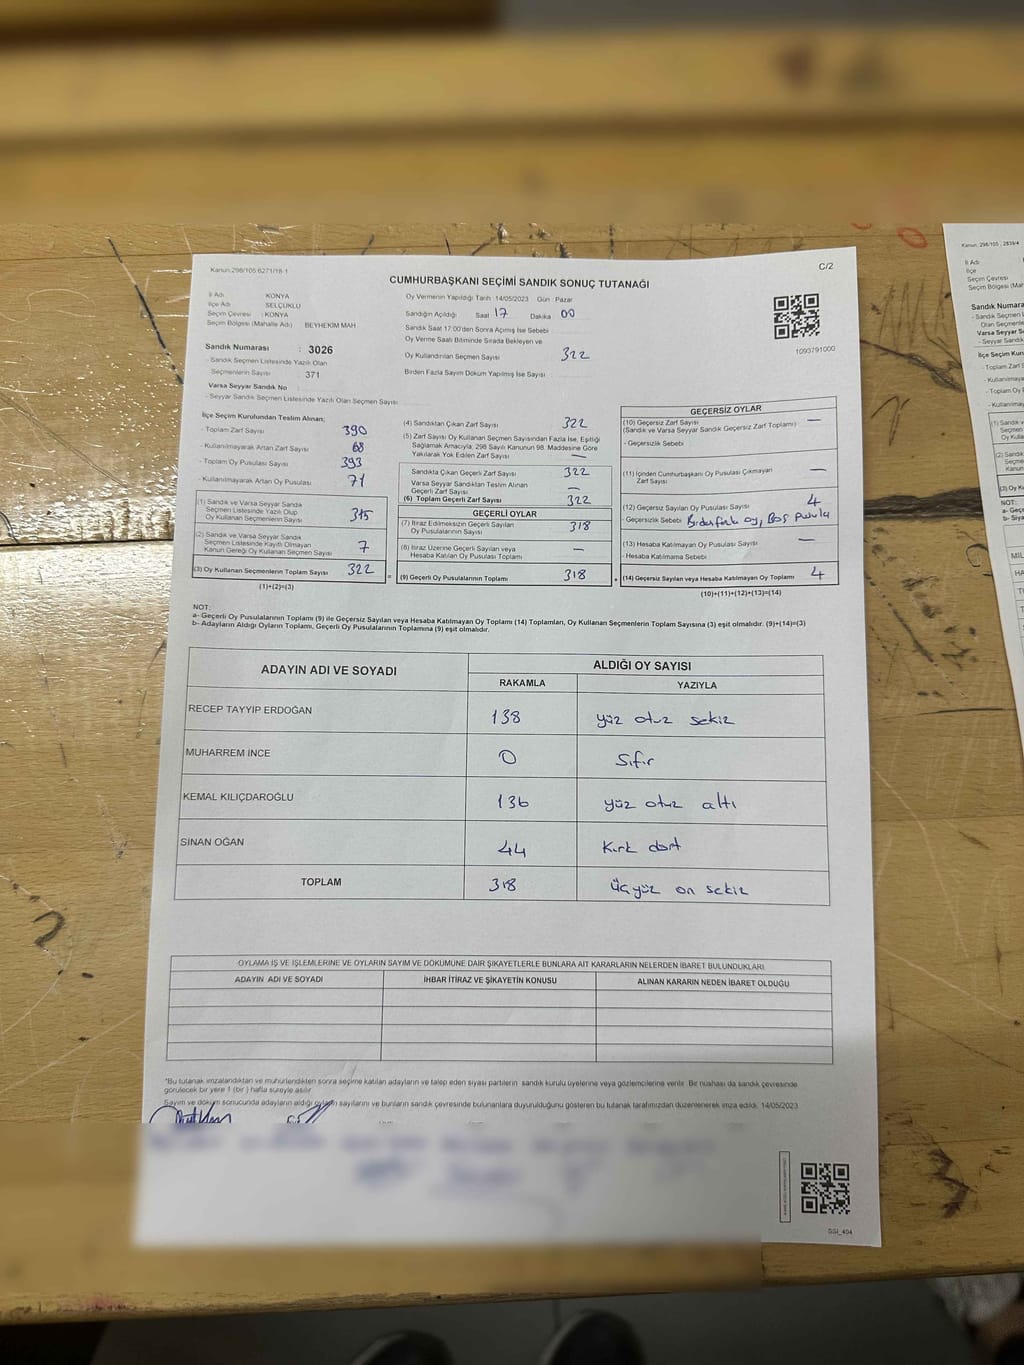 Kanun:298/105 6271/18-1
C/2
CUMHURBAŞKANI SEÇİMİ SANDIK SONUÇ TUTANAĞI
İl Adı : KONYA
İlçe Adı : SELÇUKLU
Seçim Çevresi : KONYA
Seçim Bölgesi (Mahalle Adı) : BEYHEKİM MAH
Oy Vermenin Yapıldığı Tarih :14/05/2023 Gün : Pazar
Sandığın Açıldığı Saat 17 Dakika 00
Sandık Saat 17:00'den Sonra Açılmış İse Sebebi
Oy Verme Saati Bitiminde Sırada Bekleyen ve
Oy Kullandırılan Seçmen Sayısı 322
Birden Fazla Sayım Döküm Yapılmış İse Sayısı
1093791000
Sandık Numarası : 3026
- Sandık Seçmen Listesinde Yazılı Olan
Seçmenlerin Sayısı : 371
Varsa Seyyar Sandık No :
- Seyyar Sandık Seçmen Listesinde Yazılı Olan Seçmen Sayısı
İlçe Seçim Kurulundan Teslim Alınan;
- Toplam Zarf Sayısı 390
- Kullanılmayarak Artan Zarf Sayısı 68
- Toplam Oy Pusulası Sayısı 393
- Kullanılmayarak Artan Oy Pusulası 71
(1) Sandık ve Varsa Seyyar Sandık
Seçmen Listesinde Yazılı Olup
Oy Kullanan Seçmenlerin Sayısı 315
(2) Sandık ve Varsa Seyyar Sandık
Seçmen Listesinde Kayıtlı Olmayan
Kanun Gereği Oy Kullanan Seçmen Sayısı 7
(3) Oy Kullanan Seçmenlerin Toplam Sayısı 322
(1)+(2)=(3)
(4) Sandıktan Çıkan Zarf Sayısı 322
(5) Zarf Sayısı Oy Kullanan Seçmen Sayısından Fazla İse, Eşitliği
Sağlamak Amacıyla; 298 Sayılı Kanunun 98. Maddesine Göre
Yakılarak Yok Edilen Zarf Sayısı —
Sandıkta Çıkan Geçerli Zarf Sayısı 322
Varsa Seyyar Sandıktan Teslim Alınan
Geçerli Zarf Sayısı —
(6) Toplam Geçerli Zarf Sayısı 322
GEÇERLİ OYLAR
(7) İtiraz Edilmeksizin Geçerli Sayılan
Oy Pusulalarının Sayısı 318
(8) İtiraz Üzerine Geçerli Sayılan veya
Hesaba Katılan Oy Pusulası Toplamı —
= (9) Geçerli Oy Pusulalarının Toplamı 318
GEÇERSİZ OYLAR
(10) Geçersiz Zarf Sayısı —
(Sandık ve Varsa Seyyar Sandık Geçersiz Zarf Toplamı)
- Geçersizlik Sebebi
(11) İçinden Cumhurbaşkanı Oy Pusulası Çıkmayan —
Zarf Sayısı
(12) Geçersiz Sayılan Oy Pusulası Sayısı 4
- Geçersizlik Sebebi Birden fazla oy, Boş pusula
(13) Hesaba Katılmayan Oy Pusulası Sayısı —
- Hesaba Katılmama Sebebi
+ (14) Geçersiz Sayılan veya Hesaba Katılmayan Oy Toplamı 4
(10)+(11)+(12)+(13)=(14)
NOT:
a- Geçerli Oy Pusulalarının Toplamı (9) ile Geçersiz Sayılan veya Hesaba Katılmayan Oy Toplamı (14) Toplamları, Oy Kullanan Seçmenlerin Toplam Sayısına (3) eşit olmalıdır. (9)+(14)=(3)
b- Adayların Aldığı Oyların Toplamı, Geçerli Oy Pusulalarının Toplamına (9) eşit olmalıdır.
ADAYIN ADI VE SOYADI ALDIĞI OY SAYISI
RAKAMLA YAZIYLA
RECEP TAYYİP ERDOĞAN 138 yüz otuz sekiz
MUHARREM İNCE 0 Sıfır
KEMAL KILIÇDAROĞLU 136 yüz otuz altı
SİNAN OĞAN 44 Kırk dört
TOPLAM 318 Üç yüz on sekiz
OYLAMA İŞ VE İŞLEMLERİNE VE OYLARIN SAYIM VE DÖKÜMÜNE DAİR ŞİKAYETLERLE BUNLARA AİT KARARLARIN NELERDEN İBARET BULUNDUKLARI
ADAYIN ADI VE SOYADI İHBAR İTİRAZ VE ŞİKAYETİN KONUSU ALINAN KARARIN NEDEN İBARET OLDUĞU
*Bu tutanak imzalandıktan ve mühürlendikten sonra seçime katılan adayların ve talep eden siyasi partilerin sandık kurulu üyelerine veya gözlemcilerine verilir. Bir nüshası da sandık çevresinde
görülecek bir yere 1 (bir ) hafta süreyle asılır.
Sayım ve döküm sonucunda adayların aldığı oyların sayılarını ve bunların sandık çevresinde bulunanlara duyurulduğunu gösteren bu tutanak tarafımızdan düzenlenerek imza edildi. 14/05/2023
SSI_404
Kanun: 298/105 ; 2839/4
İl Adı
İlçe
Seçim Çevresi
Seçim Bölgesi (Mah
Sandık Numara